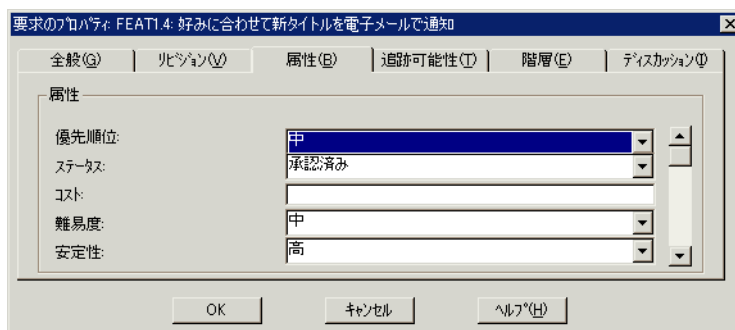 要求のﾌﾟﾛﾊﾟﾃｨ: FEAT1.4: 好みに合わせて新タイトルを電子メールで通知
全般(G) ﾘﾋﾞｼﾞｮﾝ(V) 属性(B) 追跡可能性(T) 階層(E) ﾃﾞｨｽｶｯｼｮﾝ(I)
属性
優先順位: 中
ｽﾃｰﾀｽ: 承認済み
ｺｽﾄ:
難易度: 中
安定性: 高
OK ｷｬﾝｾﾙ ﾍﾙﾌﾟ(H)